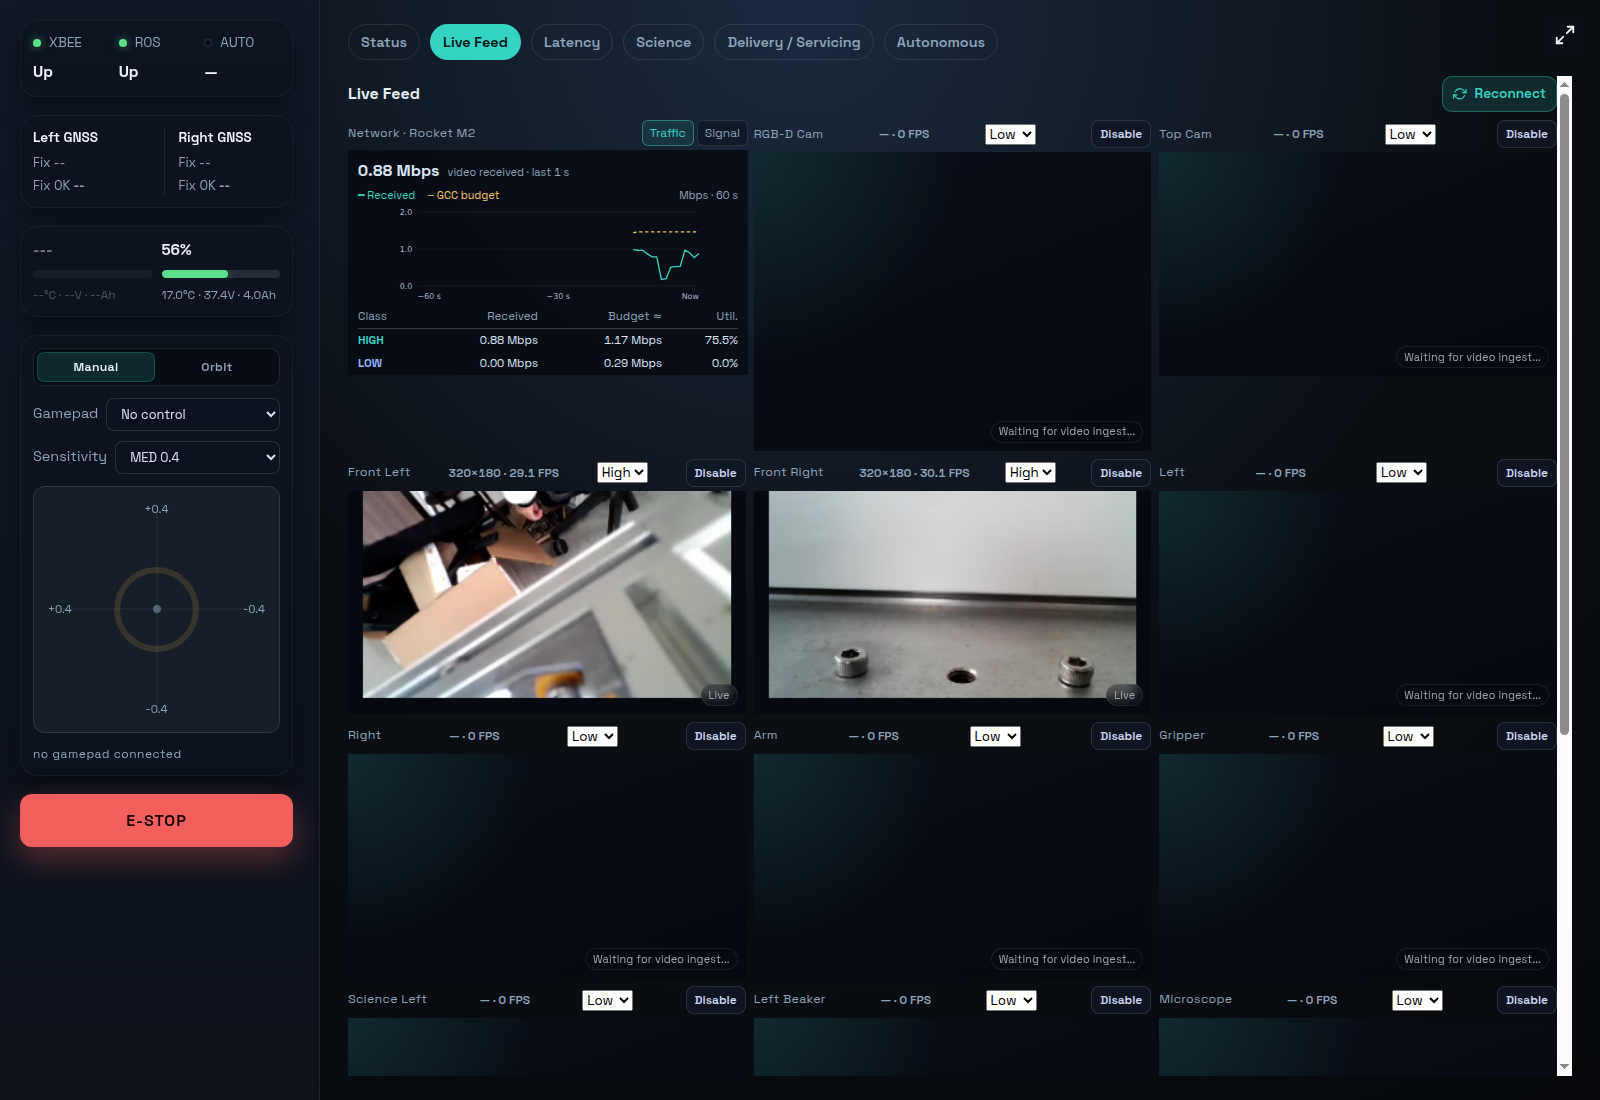 XBEE ROS AUTO
Up Up —
Left GNSS Right GNSS
Fix -- Fix --
Fix OK -- Fix OK --
--- 56%
--°C · --V · --Ah 17.0°C · 37.4V · 4.0Ah
Manual Orbit
Gamepad No control
Sensitivity MED 0.4
+0.4
+0.4 -0.4
-0.4
no gamepad connected
E-STOP
Status Live Feed Latency Science Delivery / Servicing Autonomous
Live Feed Reconnect
Network · Rocket M2 Traffic Signal
0.88 Mbps video received · last 1 s
Received GCC budget Mbps · 60 s
2.0
1.0
0.0
−60 s −30 s Now
Class Received Budget ≈ Util.
HIGH 0.88 Mbps 1.17 Mbps 75.5%
LOW 0.00 Mbps 0.29 Mbps 0.0%
RGB-D Cam — · 0 FPS Low Disable
Waiting for video ingest...
Top Cam — · 0 FPS Low Disable
Waiting for video ingest...
Front Left 320×180 · 29.1 FPS High Disable
Live
Front Right 320×180 · 30.1 FPS High Disable
Live
Left — · 0 FPS Low Disable
Waiting for video ingest...
Right — · 0 FPS Low Disable
Waiting for video ingest...
Arm — · 0 FPS Low Disable
Waiting for video ingest...
Gripper — · 0 FPS Low Disable
Waiting for video ingest...
Science Left — · 0 FPS Low Disable
Left Beaker — · 0 FPS Low Disable
Microscope — · 0 FPS Low Disable